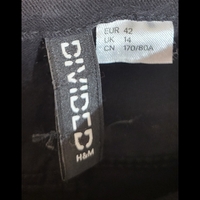 DIVIDED
H&M
EUR 42
UK 14
CN 170/80A